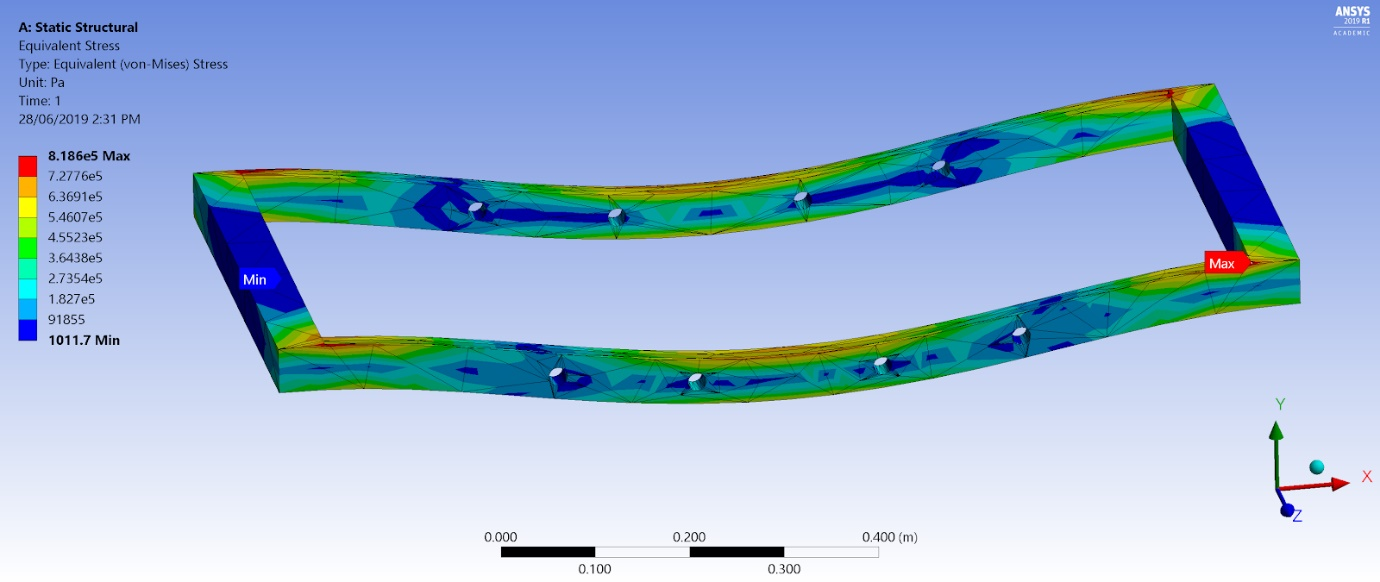 A: Static Structural
Equivalent Stress
Type: Equivalent (von-Mises) Stress
Unit: Pa
Time: 1
28/06/2019 2:31 PM
8.186e5 Max
7.2776e5
6.3691e5
5.4607e5
4.5523e5
3.6438e5
2.7354e5
1.827e5
91855
1011.7 Min
ANSYS
2019 R1
ACADEMIC
Min
Max
Y
X
Z
0.000 0.200 0.400 (m)
0.100 0.300